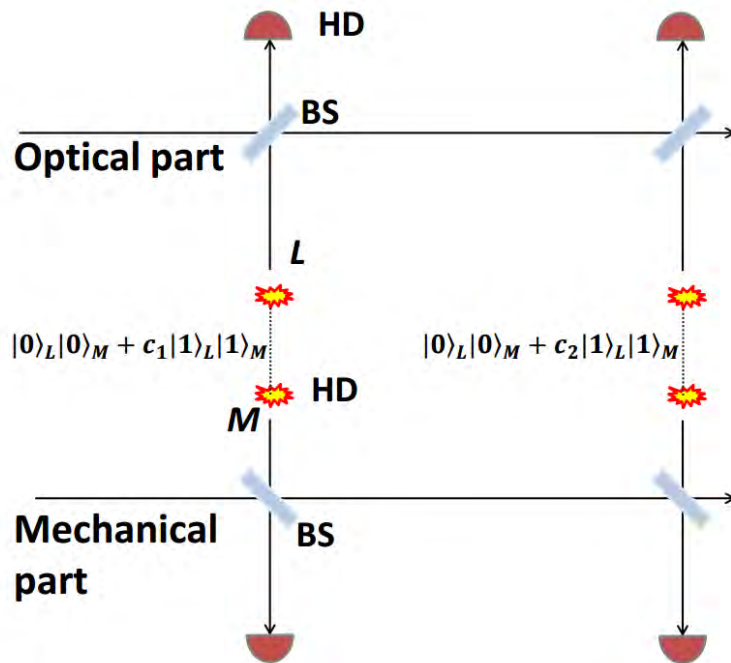 HD
BS
Optical part
L
|0⟩_L|0⟩_M + c_1|1⟩_L|1⟩_M
|0⟩_L|0⟩_M + c_2|1⟩_L|1⟩_M
HD
M
Mechanical
part
BS